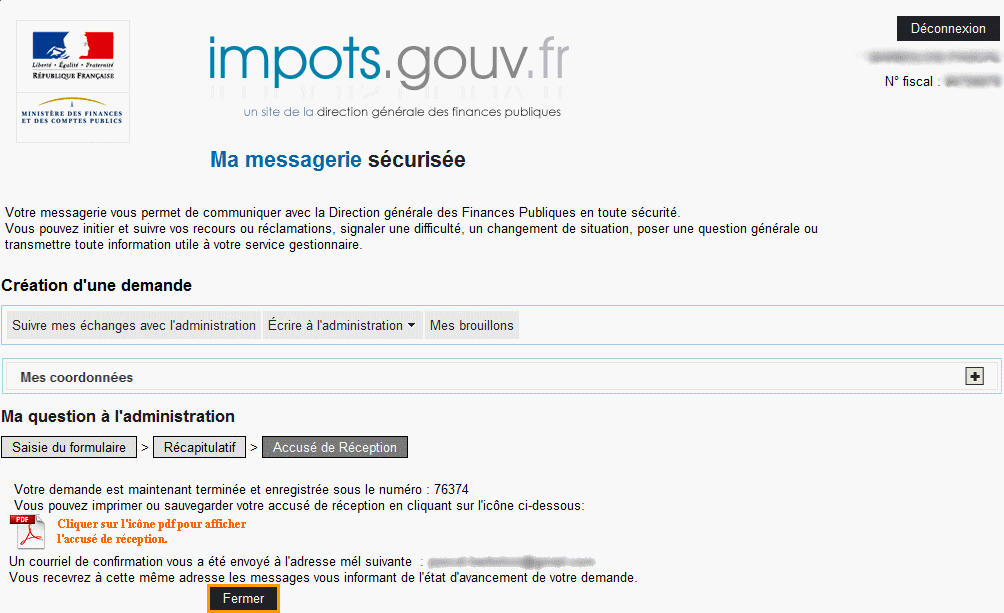 Déconnexion
N° fiscal :
Liberté • Égalité • Fraternité
RÉPUBLIQUE FRANÇAISE
MINISTÈRE DES FINANCES
ET DES COMPTES PUBLICS
impots.gouv.fr
un site de la direction générale des finances publiques
Ma messagerie sécurisée
Votre messagerie vous permet de communiquer avec la Direction générale des Finances Publiques en toute sécurité.
Vous pouvez initier et suivre vos recours ou réclamations, signaler une difficulté, un changement de situation, poser une question générale ou
transmettre toute information utile à votre service gestionnaire.
Création d'une demande
Suivre mes échanges avec l'administration Écrire à l'administration Mes brouillons
Mes coordonnées
Ma question à l'administration
Saisie du formulaire > Récapitulatif > Accusé de Réception
Votre demande est maintenant terminée et enregistrée sous le numéro : 76374
Vous pouvez imprimer ou sauvegarder votre accusé de réception en cliquant sur l'icône ci-dessous:
PDF
Cliquer sur l'icône pdf pour afficher
l'accusé de réception.
Un courriel de confirmation vous a été envoyé à l'adresse mél suivante :
Vous recevrez à cette même adresse les messages vous informant de l'état d'avancement de votre demande.
Fermer